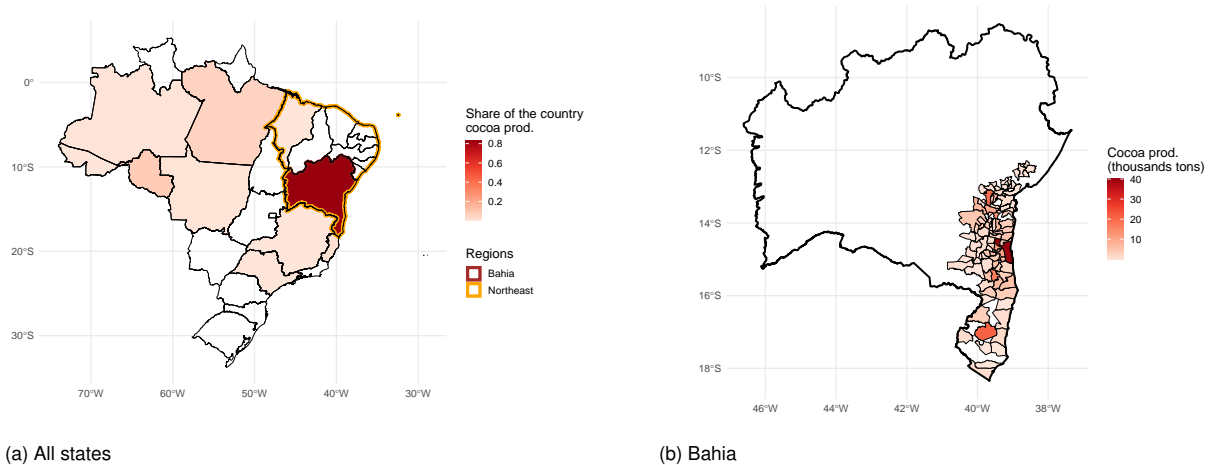 0°
10°S
20°S
30°S
70°W
60°W
50°W
40°W
30°W
Share of the country
cocoa prod.
0.8
0.6
0.4
0.2
Regions
Bahia
Northeast
(a) All states
10°S
12°S
14°S
16°S
18°S
46°W
44°W
42°W
40°W
38°W
Cocoa prod.
(thousands tons)
40
30
20
10
(b) Bahia